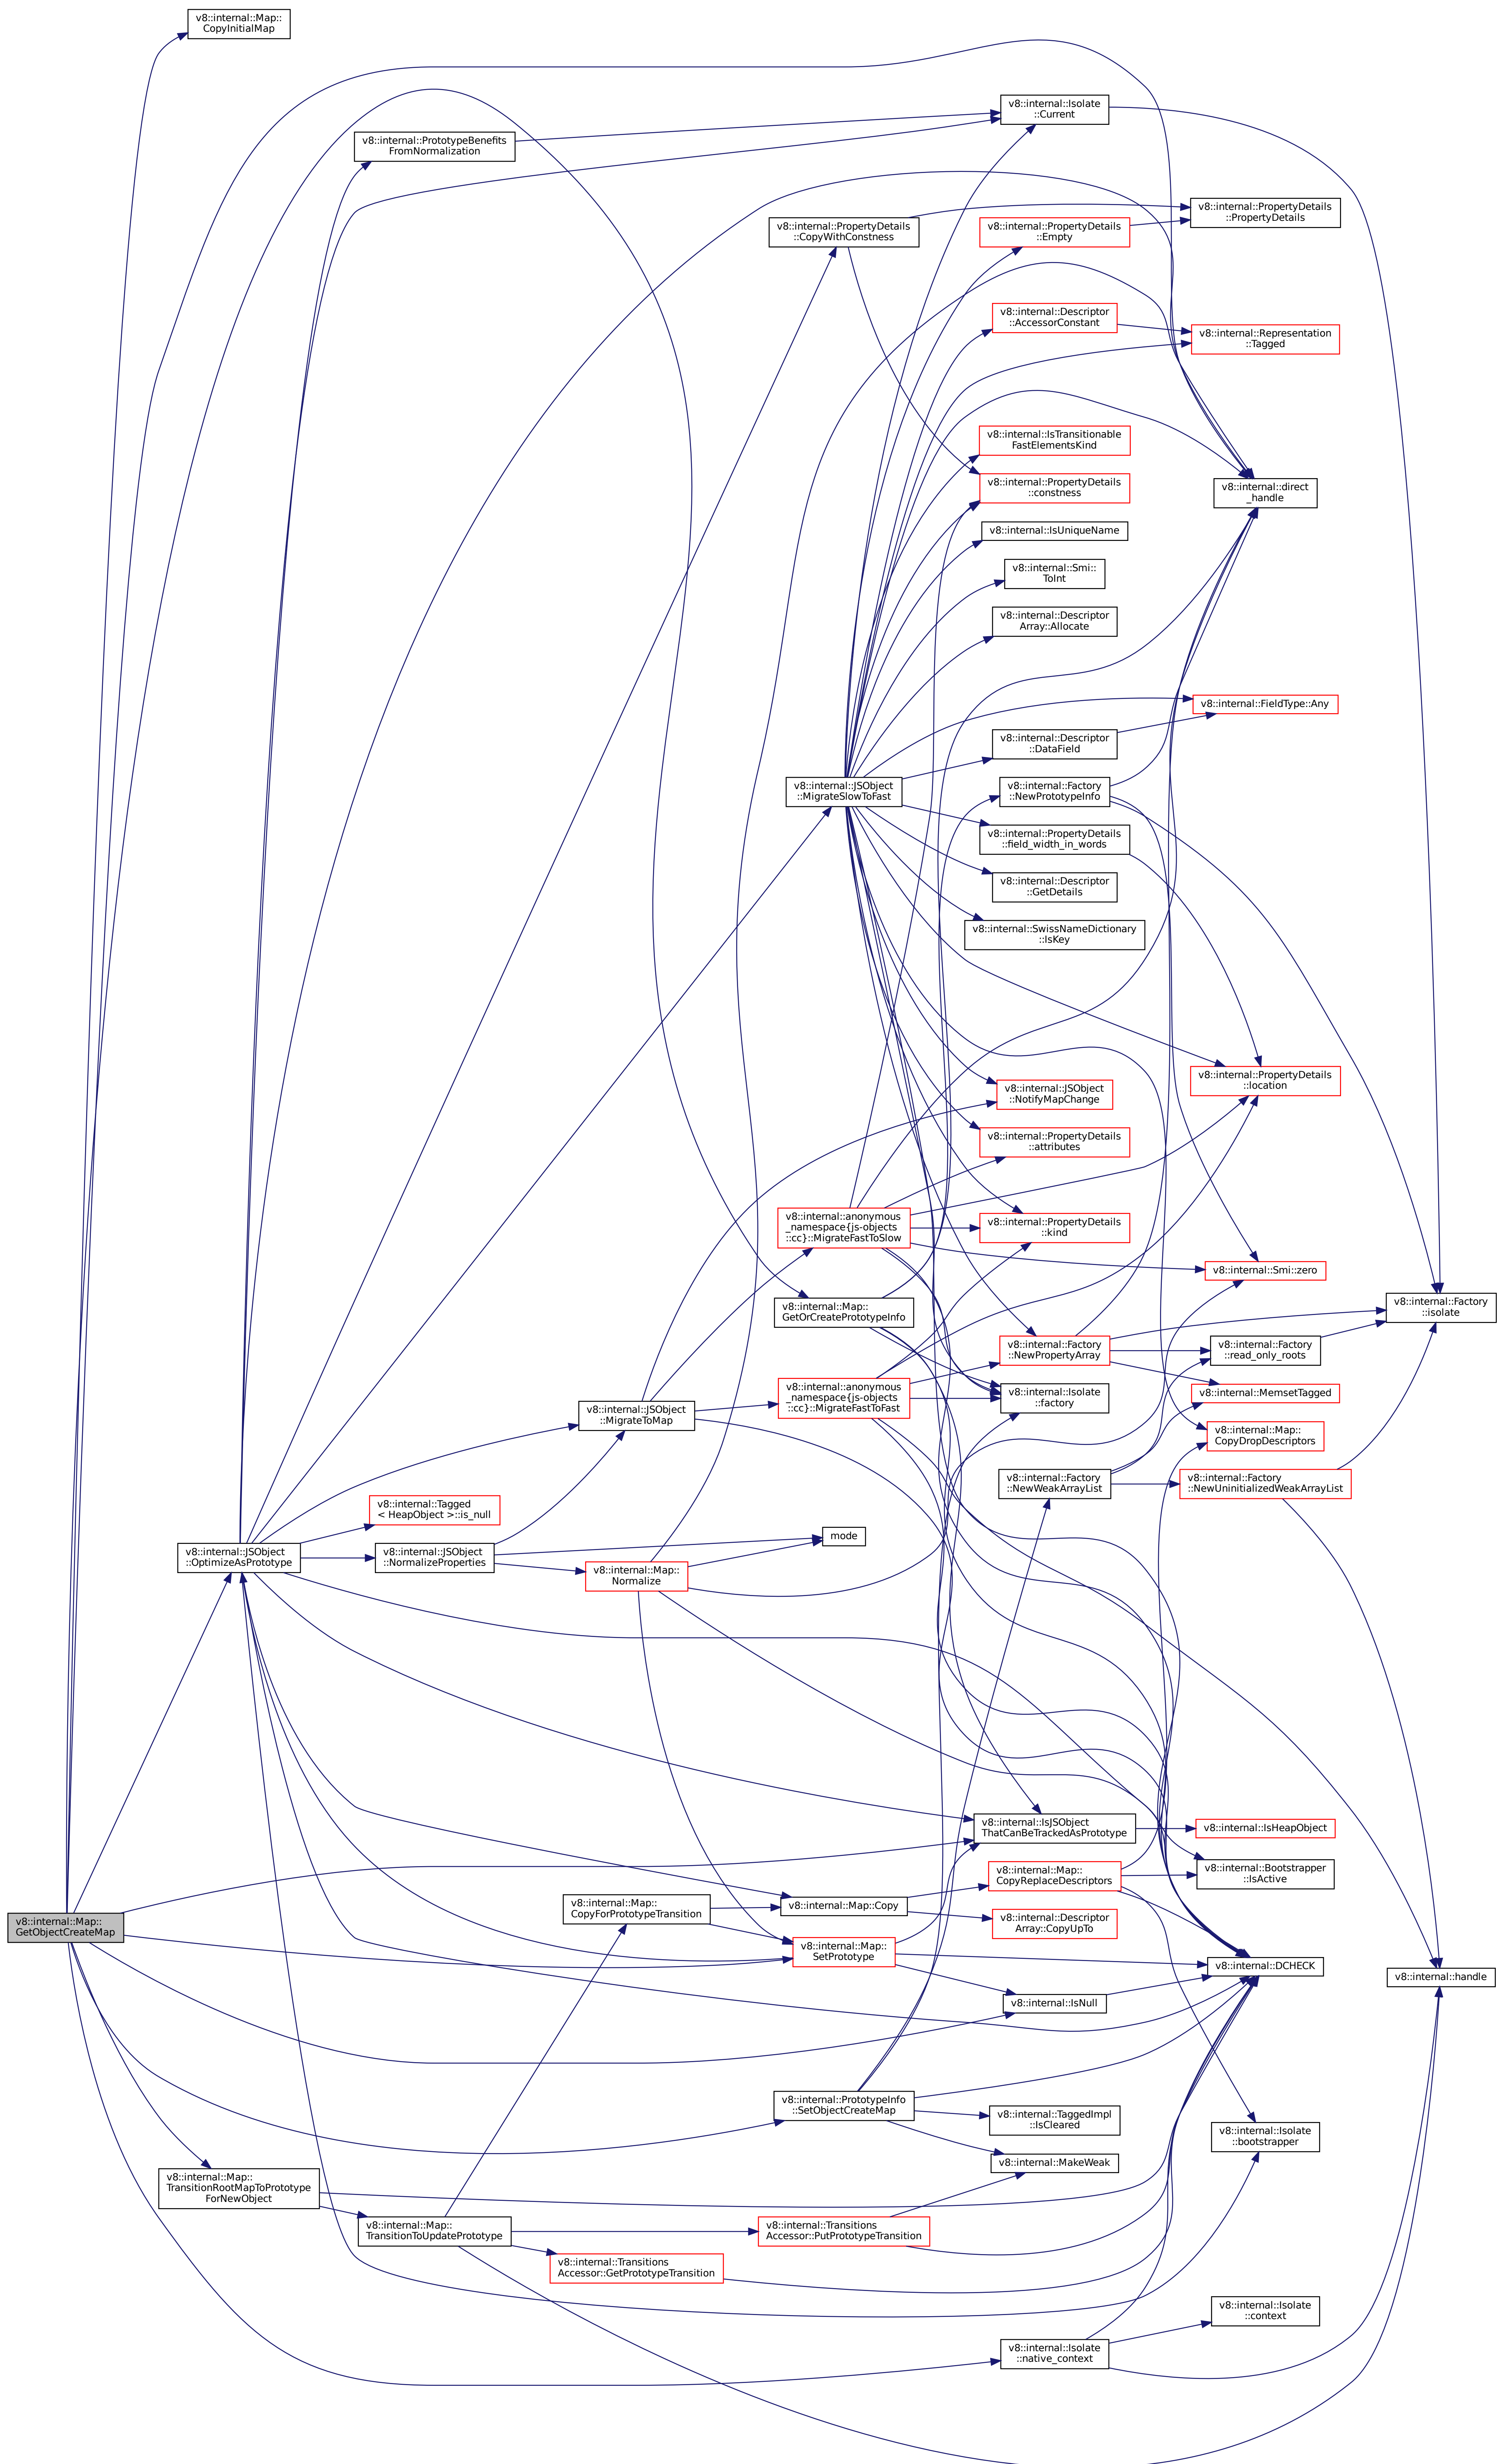 v8::internal::Map::
CopyInitialMap
v8::internal::Isolate
::Current
v8::internal::PrototypeBenefits
FromNormalization
v8::internal::PropertyDetails
::PropertyDetails
v8::internal::PropertyDetails
::CopyWithConstness
v8::internal::PropertyDetails
::Empty
v8::internal::Descriptor
::AccessorConstant
v8::internal::Representation
::Tagged
v8::internal::IsTransitionable
FastElementsKind
v8::internal::PropertyDetails
::constness
v8::internal::direct
_handle
v8::internal::IsUniqueName
v8::internal::Smi::
ToInt
v8::internal::Descriptor
Array::Allocate
v8::internal::FieldType::Any
v8::internal::Descriptor
::DataField
v8::internal::JSObject
::MigrateSlowToFast
v8::internal::Factory
::NewPrototypeInfo
v8::internal::PropertyDetails
::field_width_in_words
v8::internal::Descriptor
::GetDetails
v8::internal::SwissNameDictionary
::IsKey
v8::internal::PropertyDetails
::location
v8::internal::JSObject
::NotifyMapChange
v8::internal::PropertyDetails
::attributes
v8::internal::anonymous
_namespace{js-objects
::cc}::MigrateFastToSlow
v8::internal::PropertyDetails
::kind
v8::internal::Smi::zero
v8::internal::Map::
GetOrCreatePrototypeInfo
v8::internal::Factory
::isolate
v8::internal::Factory
::NewPropertyArray
v8::internal::Factory
::read_only_roots
v8::internal::anonymous
_namespace{js-objects
::cc}::MigrateFastToFast
v8::internal::Isolate
::factory
v8::internal::MemsetTagged
v8::internal::JSObject
::MigrateToMap
v8::internal::Map::
CopyDropDescriptors
v8::internal::Factory
::NewWeakArrayList
v8::internal::Factory
::NewUninitializedWeakArrayList
v8::internal::Tagged
< HeapObject >::is_null
mode
v8::internal::JSObject
::OptimizeAsPrototype
v8::internal::JSObject
::NormalizeProperties
v8::internal::Map::
Normalize
v8::internal::IsJSObject
ThatCanBeTrackedAsPrototype
v8::internal::IsHeapObject
v8::internal::Map::
CopyReplaceDescriptors
v8::internal::Bootstrapper
::IsActive
v8::internal::Map::
CopyForPrototypeTransition
v8::internal::Map::Copy
v8::internal::Descriptor
Array::CopyUpTo
v8::internal::Map::
GetObjectCreateMap
v8::internal::Map::
SetPrototype
v8::internal::DCHECK
v8::internal::handle
v8::internal::IsNull
v8::internal::PrototypeInfo
::SetObjectCreateMap
v8::internal::TaggedImpl
::IsCleared
v8::internal::Isolate
::bootstrapper
v8::internal::MakeWeak
v8::internal::Map::
TransitionRootMapToPrototype
ForNewObject
v8::internal::Map::
TransitionToUpdatePrototype
v8::internal::Transitions
Accessor::PutPrototypeTransition
v8::internal::Transitions
Accessor::GetPrototypeTransition
v8::internal::Isolate
::context
v8::internal::Isolate
::native_context